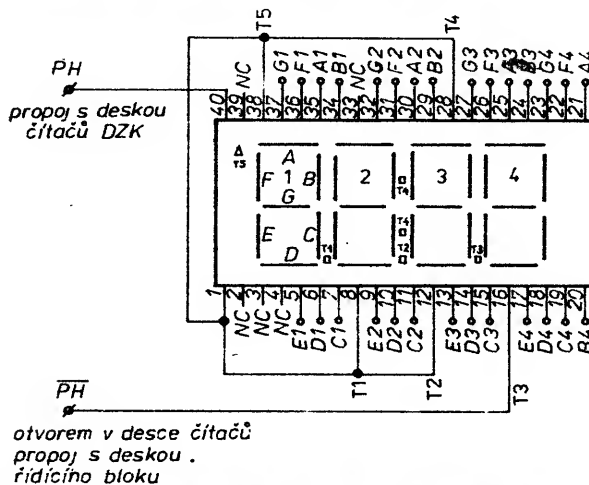 T5
T4
PH
propoj s deskou
čítačů DZK
NC G1 F1 A1 B1 NC G2 F2 A2 B2 G3 F3 A3 B3 G4 F4 A4
40 39 38 37 36 35 34 33 32 31 30 29 28 27 26 25 24 23 22 21
T5
A
F 1 B
G
2
T4
3
4
E C
D
T1
T4
T2
T3
1 2 3 4 5 6 7 8 9 10 11 12 13 14 15 16 17 18 19 20
NC NC NC E1 D1 C1 E2 D2 C2 E3 D3 C3 E4 D4 C4 B4
T1
T2
T3
PH
otvorem v desce čítačů
propoj s deskou .
řídícího bloku